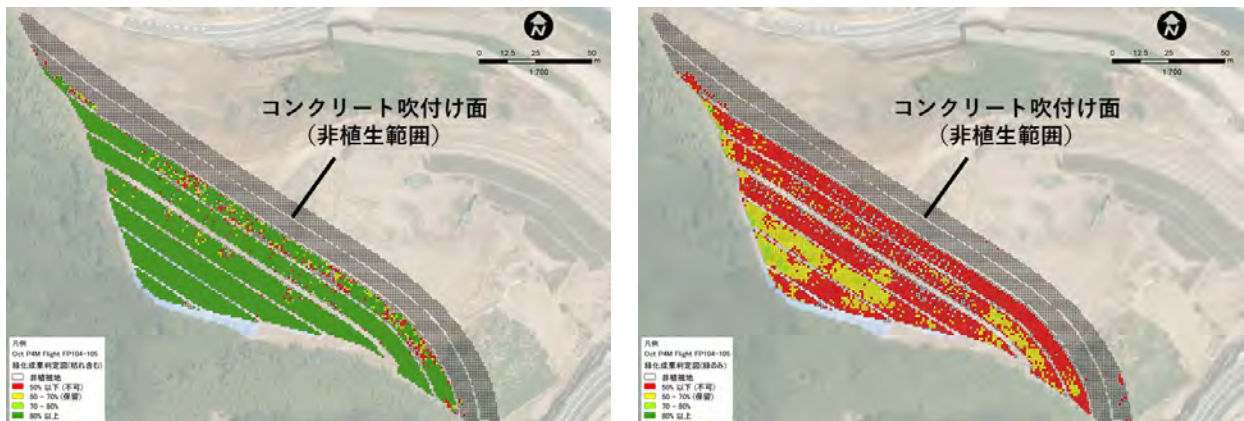 N
0 12.5 25 50
m
1:700
コンクリート吹付け面
(非植生範囲)
凡例
Oct P4M Flight FP104-105
緑化成果判定図(枯れ含む)
非植栽地
50% 以下 (不可)
50 - 70% (保留)
70 - 80%
80% 以上
N
0 12.5 25 50
m
1:700
コンクリート吹付け面
(非植生範囲)
凡例
Oct P4M Flight FP104-105
緑化成果判定図(緑のみ)
非植栽地
50% 以下 (不可)
50 - 70% (保留)
70 - 80%
80% 以上